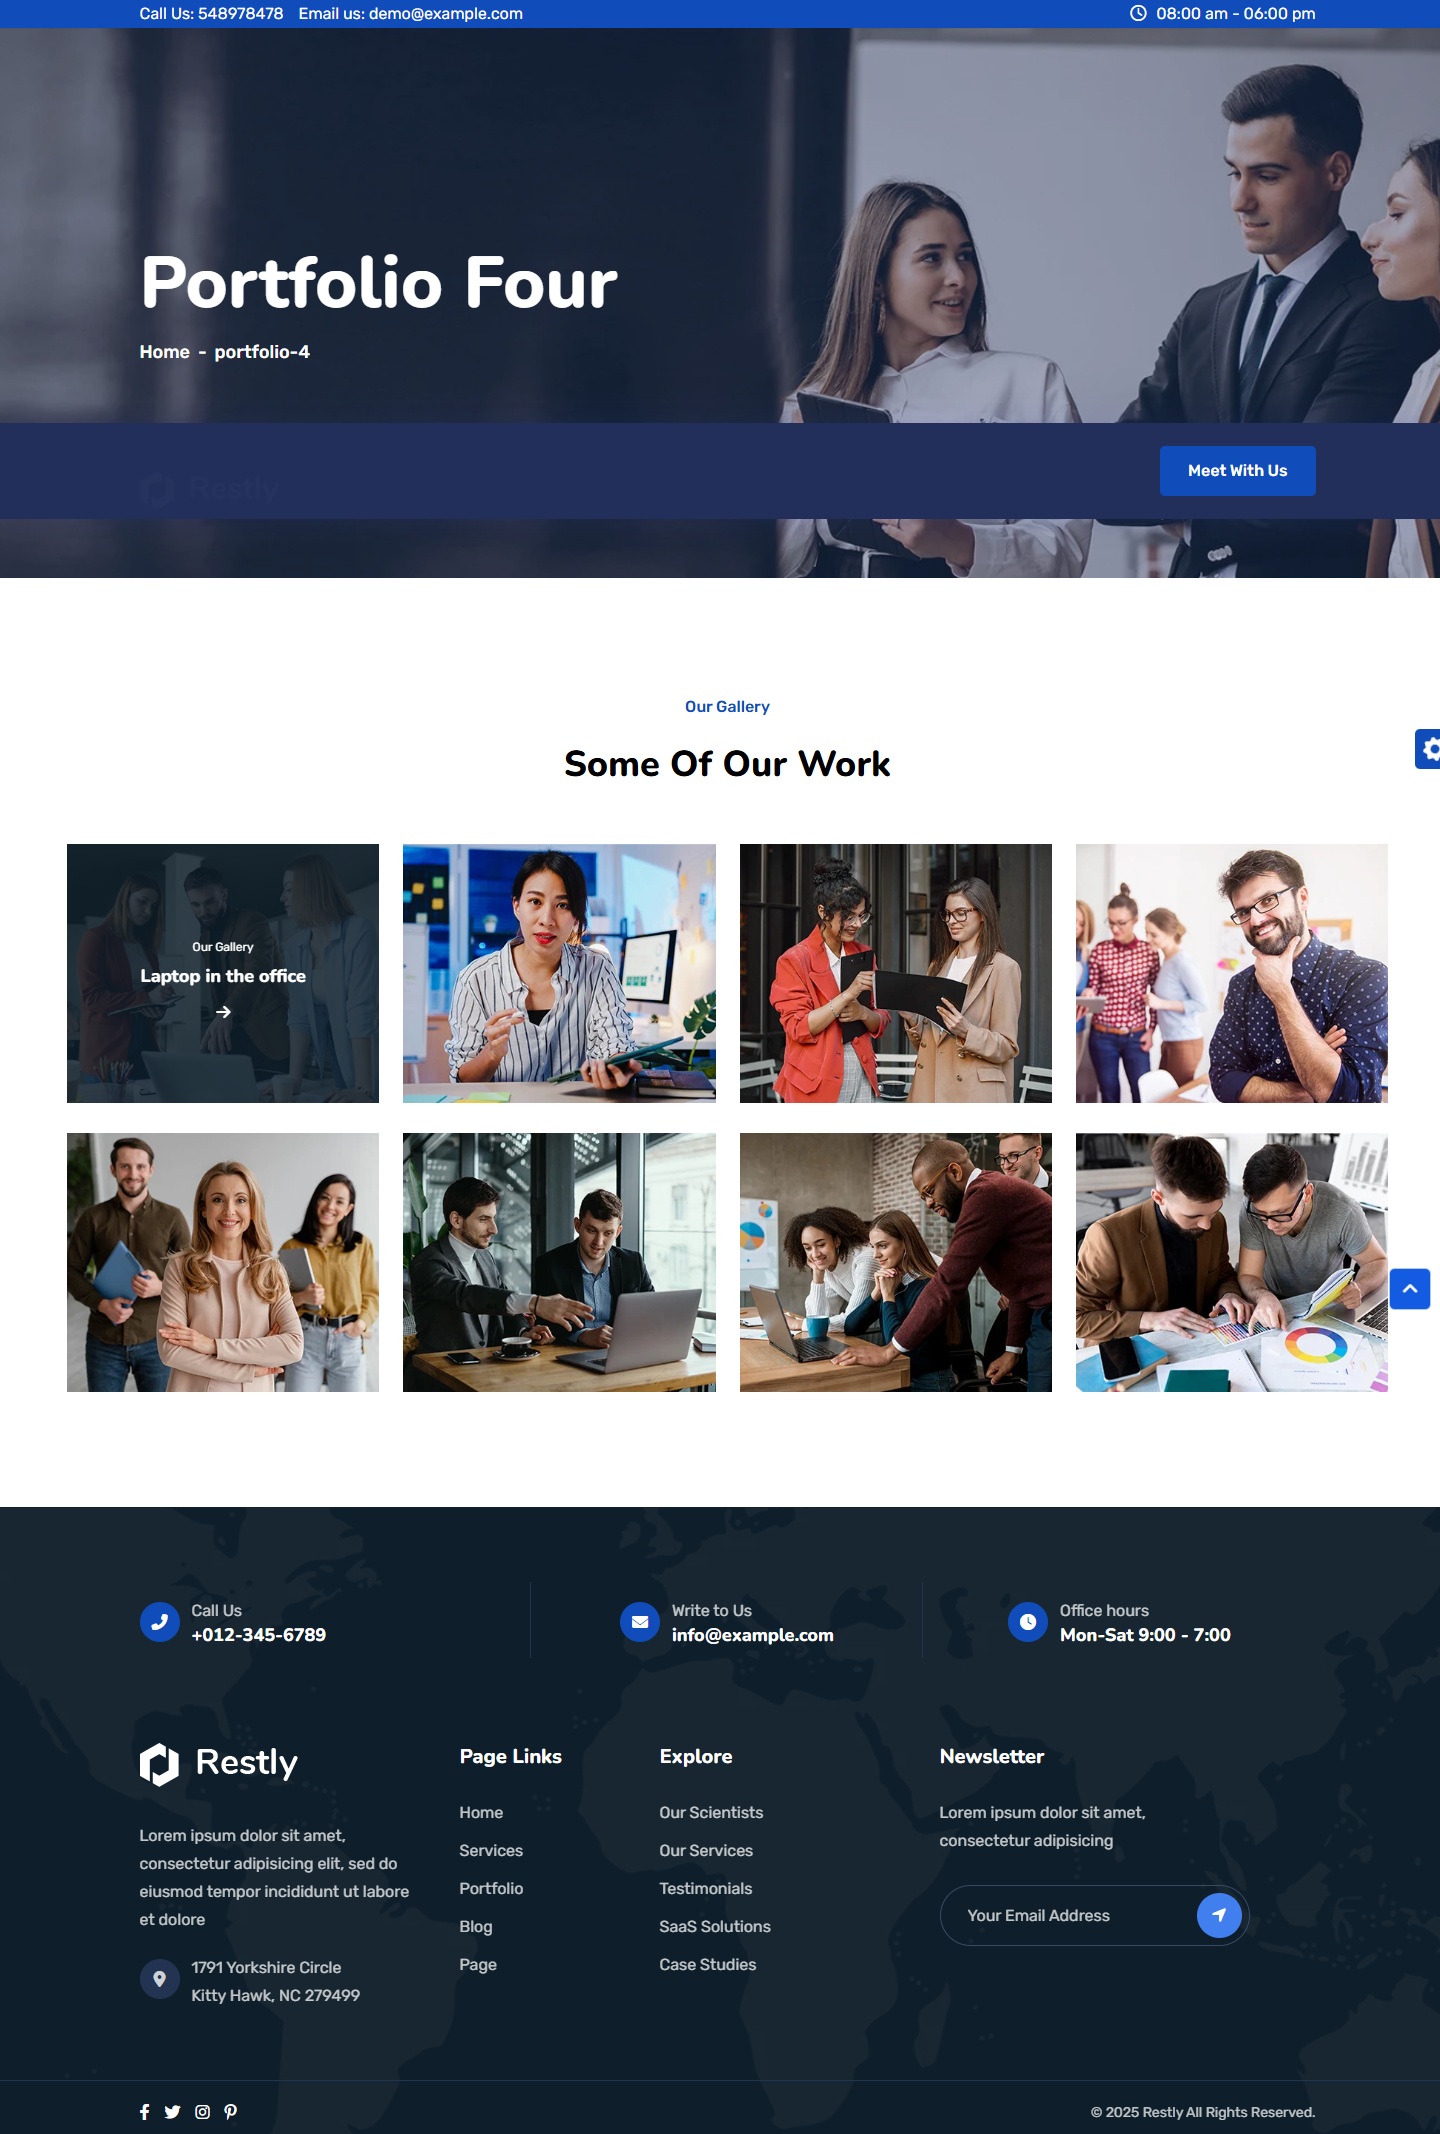 Call Us: 548978478 Email us: demo@example.com
08:00 am - 06:00 pm
Portfolio Four
Home - portfolio-4
Restly
Meet With Us
Our Gallery
Some Of Our Work
Our Gallery
Laptop in the office
Call Us
+012-345-6789
Write to Us
info@example.com
Office hours
Mon-Sat 9:00 - 7:00
Restly
Lorem ipsum dolor sit amet,
consectetur adipisicing elit, sed do
eiusmod tempor incididunt ut labore
et dolore
1791 Yorkshire Circle
Kitty Hawk, NC 279499
Page Links
Home
Services
Portfolio
Blog
Page
Explore
Our Scientists
Our Services
Testimonials
SaaS Solutions
Case Studies
Newsletter
Lorem ipsum dolor sit amet,
consectetur adipisicing
Your Email Address
© 2025 Restly All Rights Reserved.